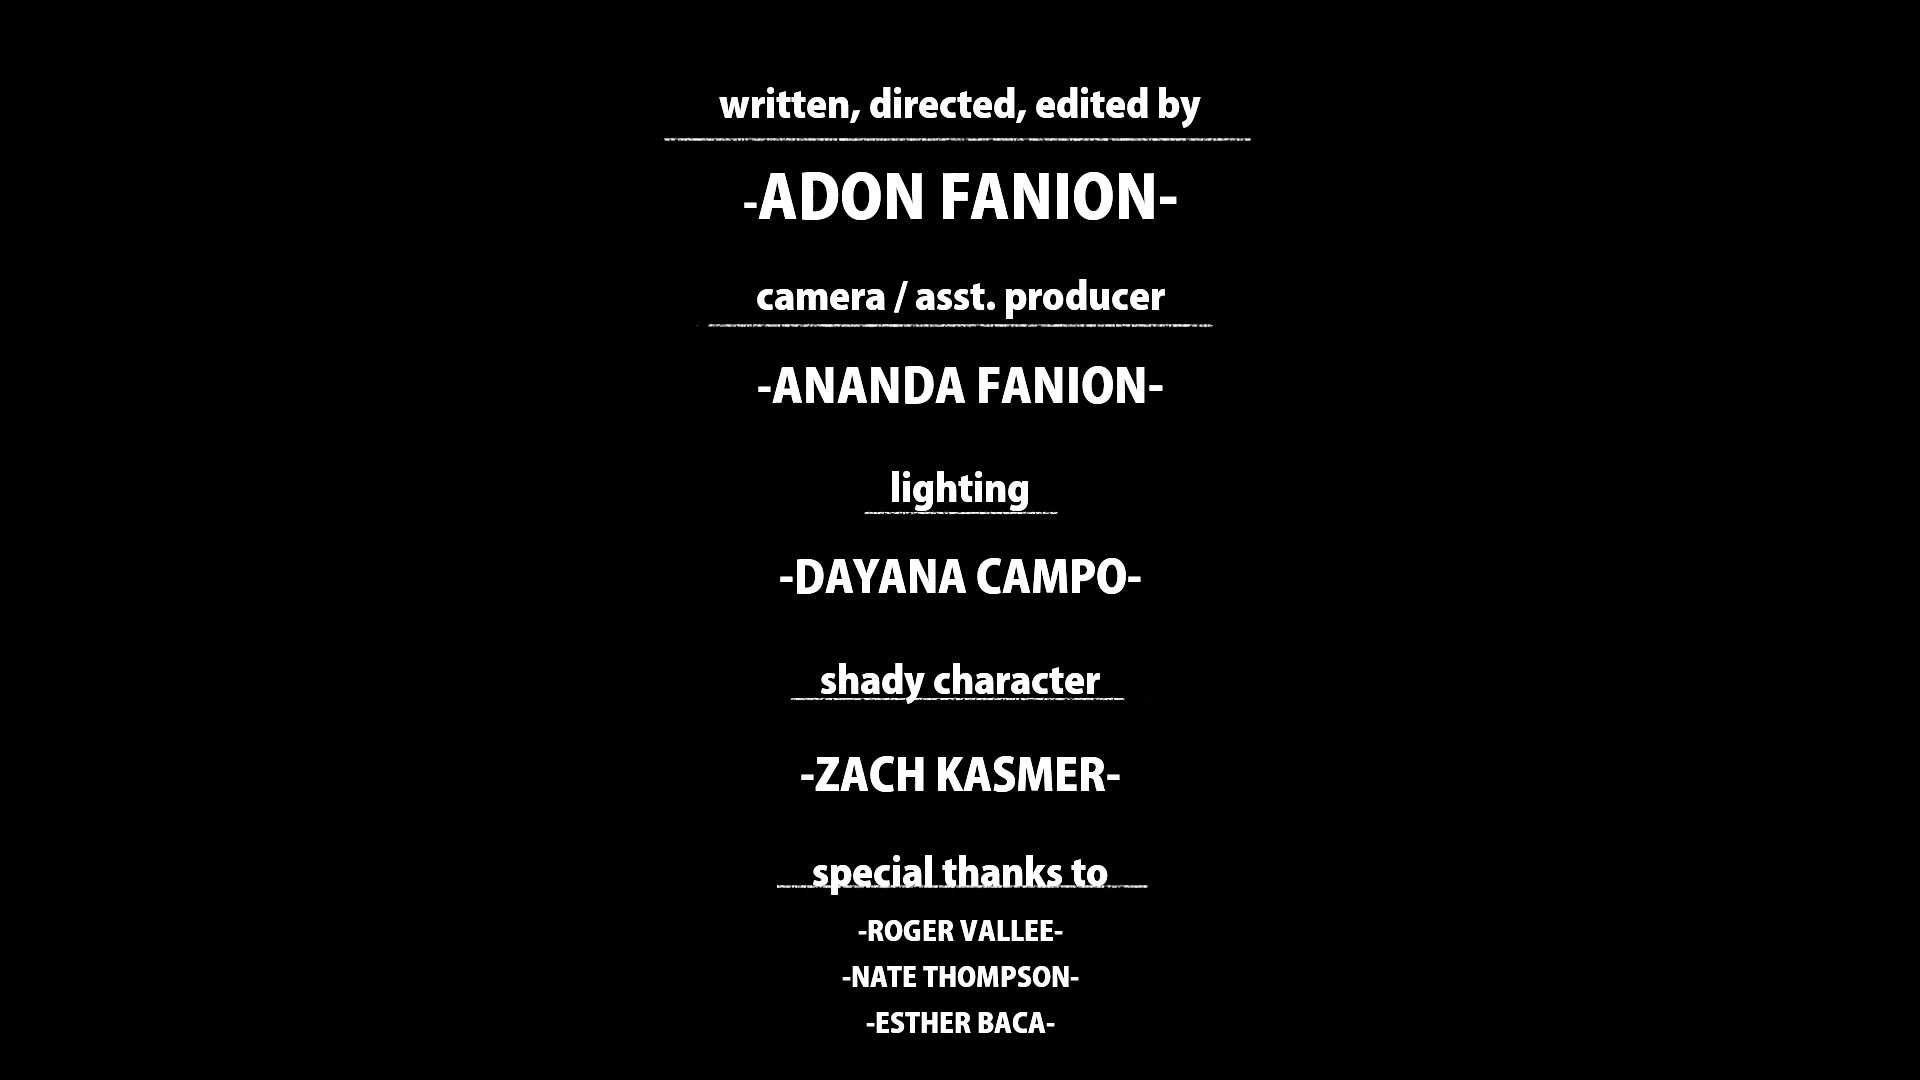 written, directed, edited by
-ADON FANION-
camera / asst. producer
-ANANDA FANION-
lighting
-DAYANA CAMPO-
shady character
-ZACH KASMER-
special thanks to
-ROGER VALLEE-
-NATE THOMPSON-
-ESTHER BACA-